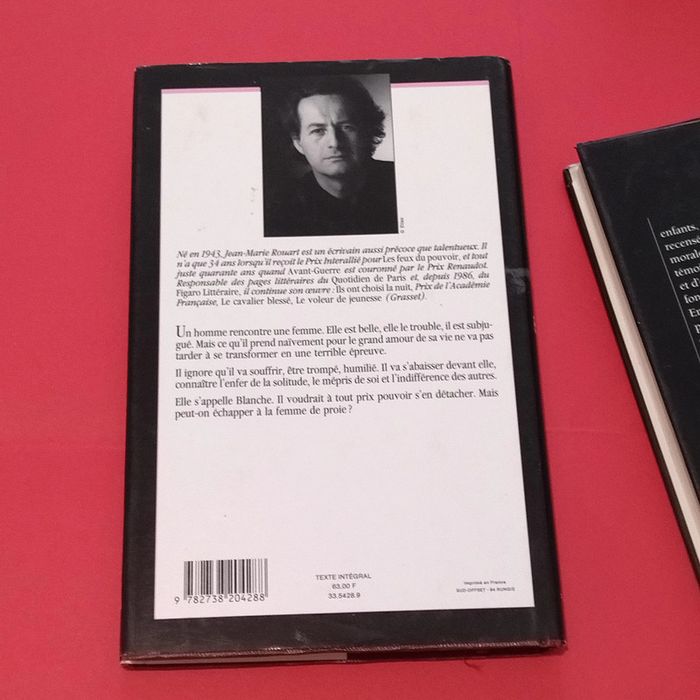 © Elias
Né en 1943, Jean-Marie Rouart est un écrivain aussi précoce que talentueux. Il
n'a que 34 ans lorsqu'il reçoit le Prix Interallié pour Les feux du pouvoir, et tout
juste quarante ans quand Avant-Guerre est couronné par le Prix Renaudot.
Responsable des pages littéraires du Quotidien de Paris et, depuis 1986, du
Figaro Littéraire, il continue son œuvre : Ils ont choisi la nuit, Prix de l'Académie
Française, Le cavalier blessé, Le voleur de jeunesse (Grasset).
Un homme rencontre une femme. Elle est belle, elle le trouble, il est subju-
gué. Mais ce qu'il prend naïvement pour le grand amour de sa vie ne va pas
tarder à se transformer en une terrible épreuve.
Il ignore qu'il va souffrir, être trompé, humilié. Il va s'abaisser devant elle,
connaître l'enfer de la solitude, le mépris de soi et l'indifférence des autres.
Elle s'appelle Blanche. Il voudrait à tout prix pouvoir s'en détacher. Mais
peut-on échapper à la femme de proie ?
9 782738 204288
TEXTE INTÉGRAL
63,00 F
33.5428.9
Imprimé en France
SUD-OFFSET - 94 RUNGIS
enfants,
recensé
morale
tém
et d'
fo
En